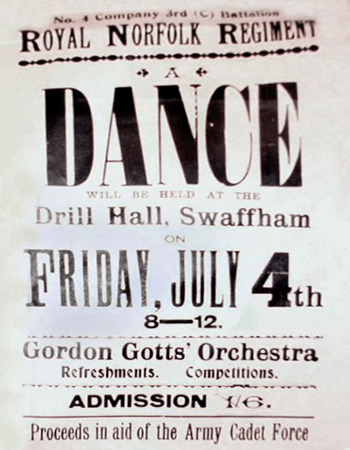 No. 4 Company 3rd (C) Battalion
ROYAL NORFOLK REGIMENT
A
DANCE
WILL BE HELD AT THE
Drill Hall, Swaffham
ON
FRIDAY, JULY 4th
8—12.
Gordon Gotts' Orchestra
Refreshments. Competitions.
ADMISSION 1/6.
Proceeds in aid of the Army Cadet Force